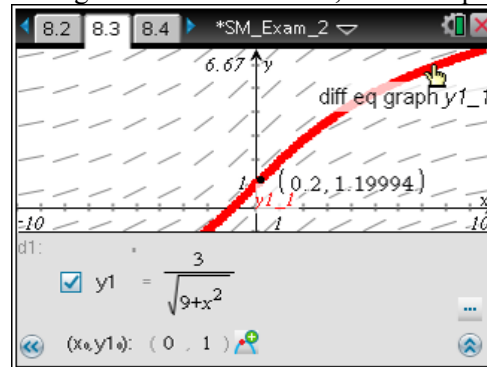 8.2 8.3 8.4 *SM_Exam_2
6.67 y
diff eq graph y1_1
1 (0.2, 1.19994)
y1_1
x
-10 1 10
d1:
y1 = 3/√(9+x²)
(x₀,y1₀): ( 0 , 1 )